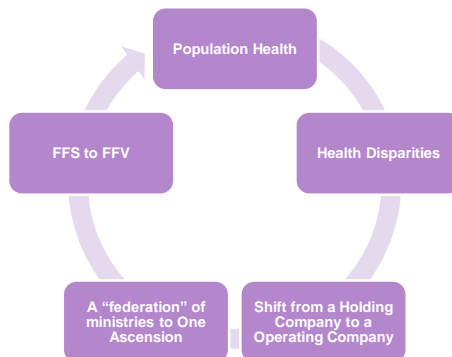 Population Health
Health Disparities
Shift from a Holding
Company to a
Operating Company
A “federation” of
ministries to One
Ascension
FFS to FFV